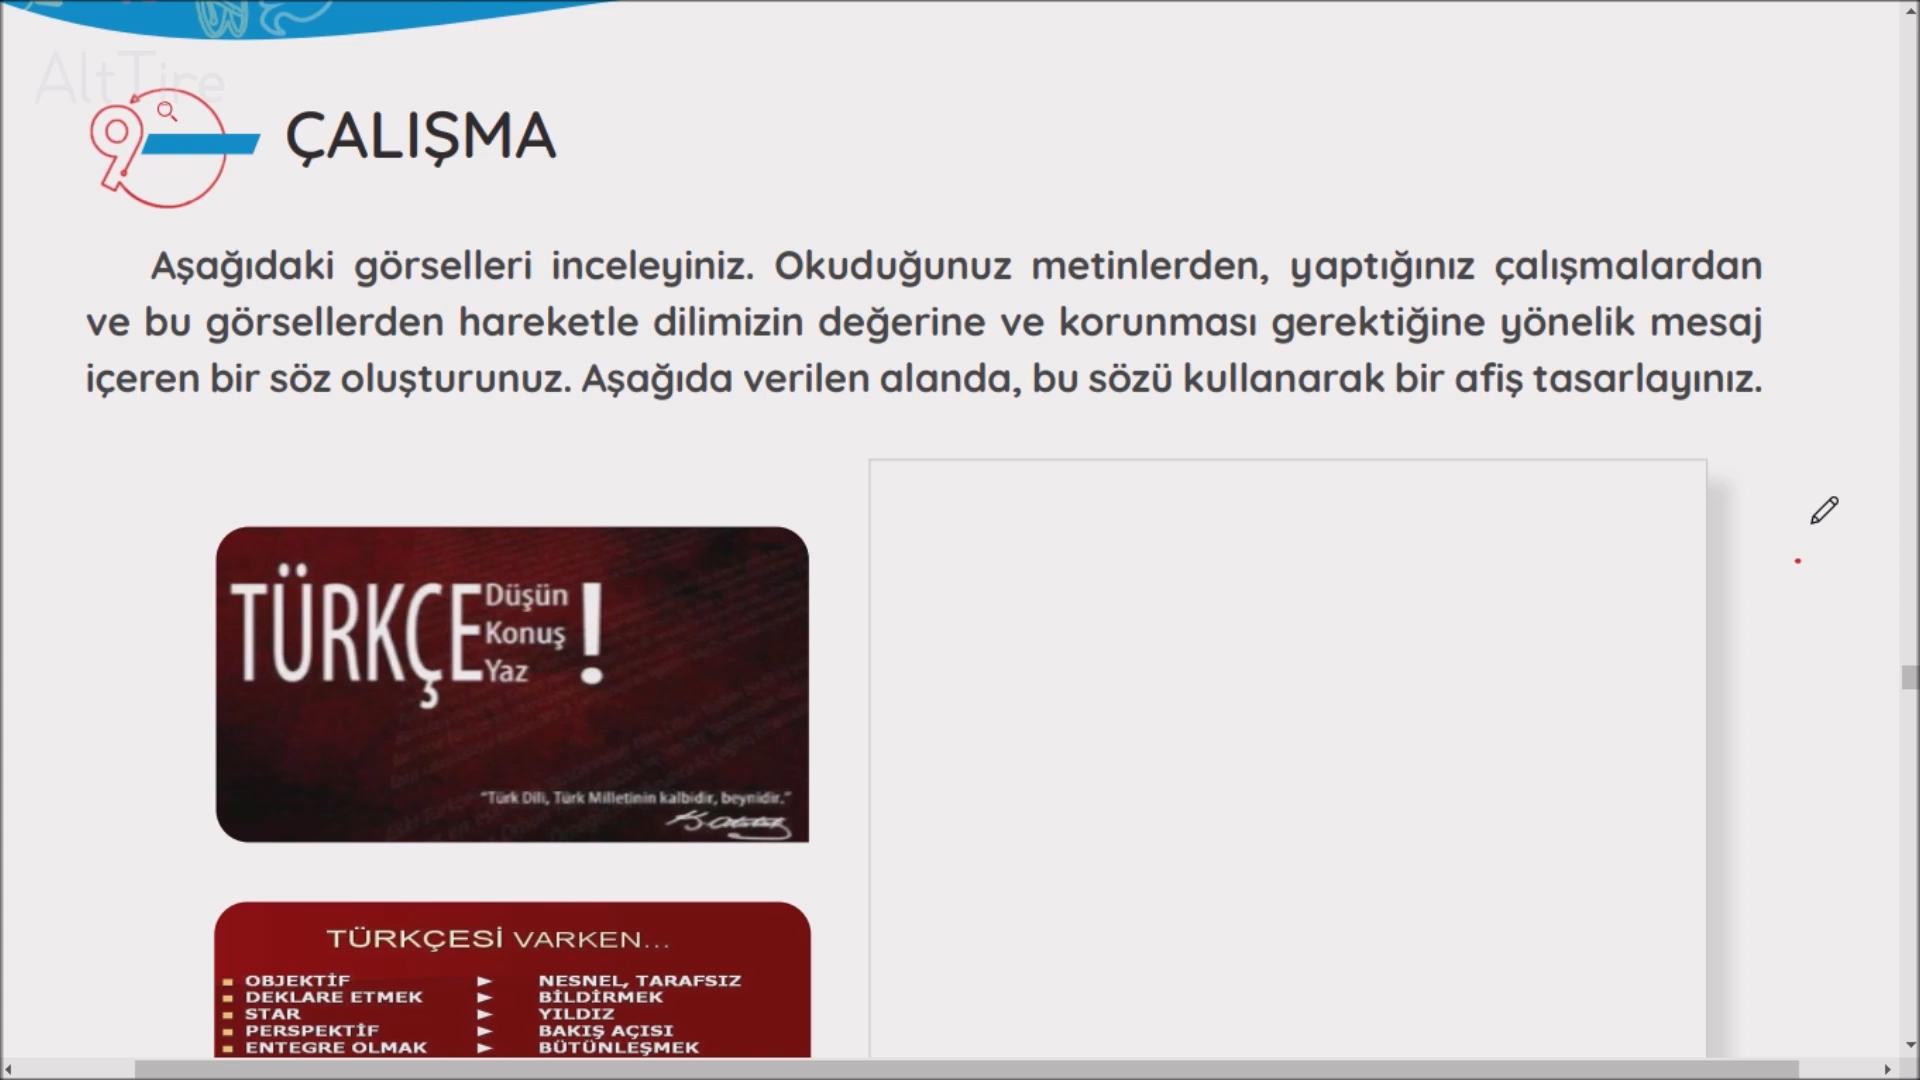 AltTire
9 ÇALIŞMA
Aşağıdaki görselleri inceleyiniz. Okuduğunuz metinlerden, yaptığınız çalışmalardan
ve bu görsellerden hareketle dilimizin değerine ve korunması gerektiğine yönelik mesaj
içeren bir söz oluşturunuz. Aşağıda verilen alanda, bu sözü kullanarak bir afiş tasarlayınız.
TÜRKÇE Düşün
Konuş
Yaz !
"Türk Dili, Türk Milletinin kalbidir, beynidir."
K. Atatürk
TÜRKÇESİ VARKEN...
OBJEKTİF ► NESNEL, TARAFSIZ
DEKLARE ETMEK ► BİLDİRMEK
STAR ► YILDIZ
PERSPEKTİF ► BAKIŞ AÇISI
ENTEGRE OLMAK ► BÜTÜNLEŞMEK